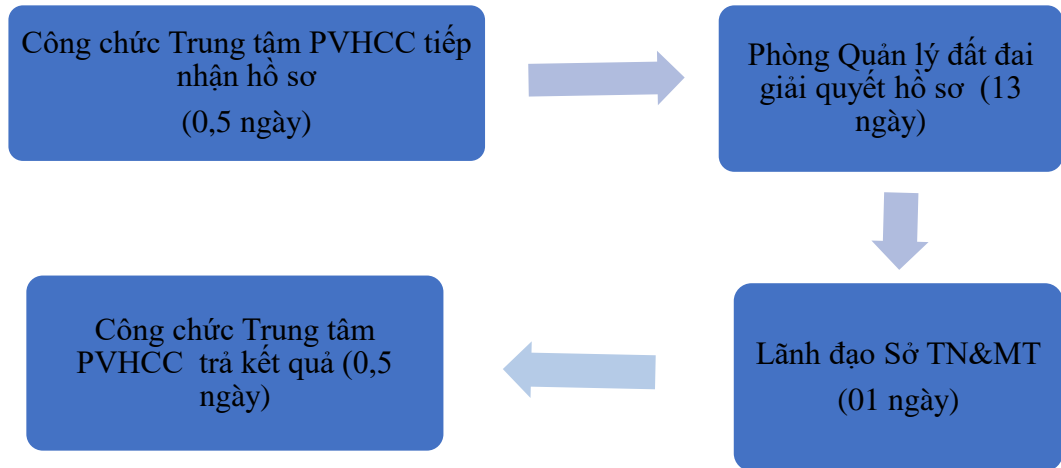 Công chức Trung tâm PVHCC tiếp
nhận hồ sơ
(0,5 ngày)
Phòng Quản lý đất đai
giải quyết hồ sơ (13
ngày)
Lãnh đạo Sở TN&MT
(01 ngày)
Công chức Trung tâm
PVHCC trả kết quả (0,5
ngày)